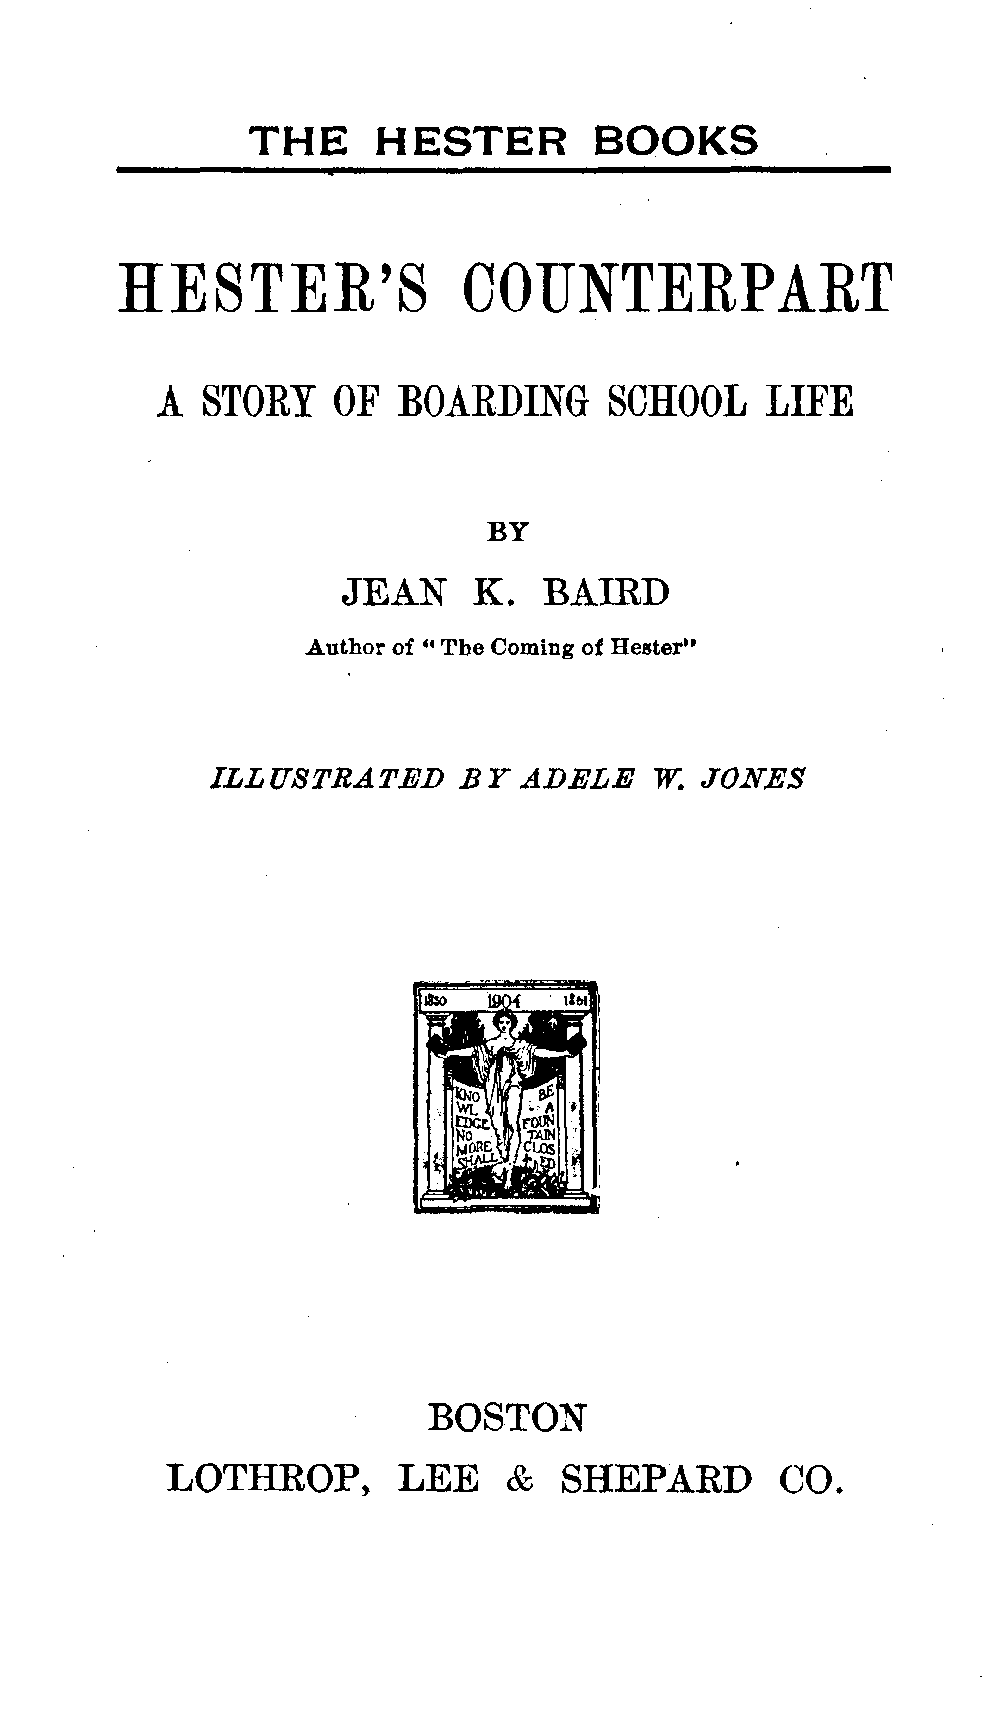 THE HESTER BOOKS
HESTER'S COUNTERPART
A STORY OF BOARDING SCHOOL LIFE
BY
JEAN K. BAIRD
Author of “The Coming of Hester”
ILLUSTRATED BY ADELE W. JONES
1850 1904 1861
KNO
WL
EDGE
NO
MORE
SHALL
BE
A
FOUN
TAIN
CLOS
ED
BOSTON
LOTHROP, LEE & SHEPARD CO.